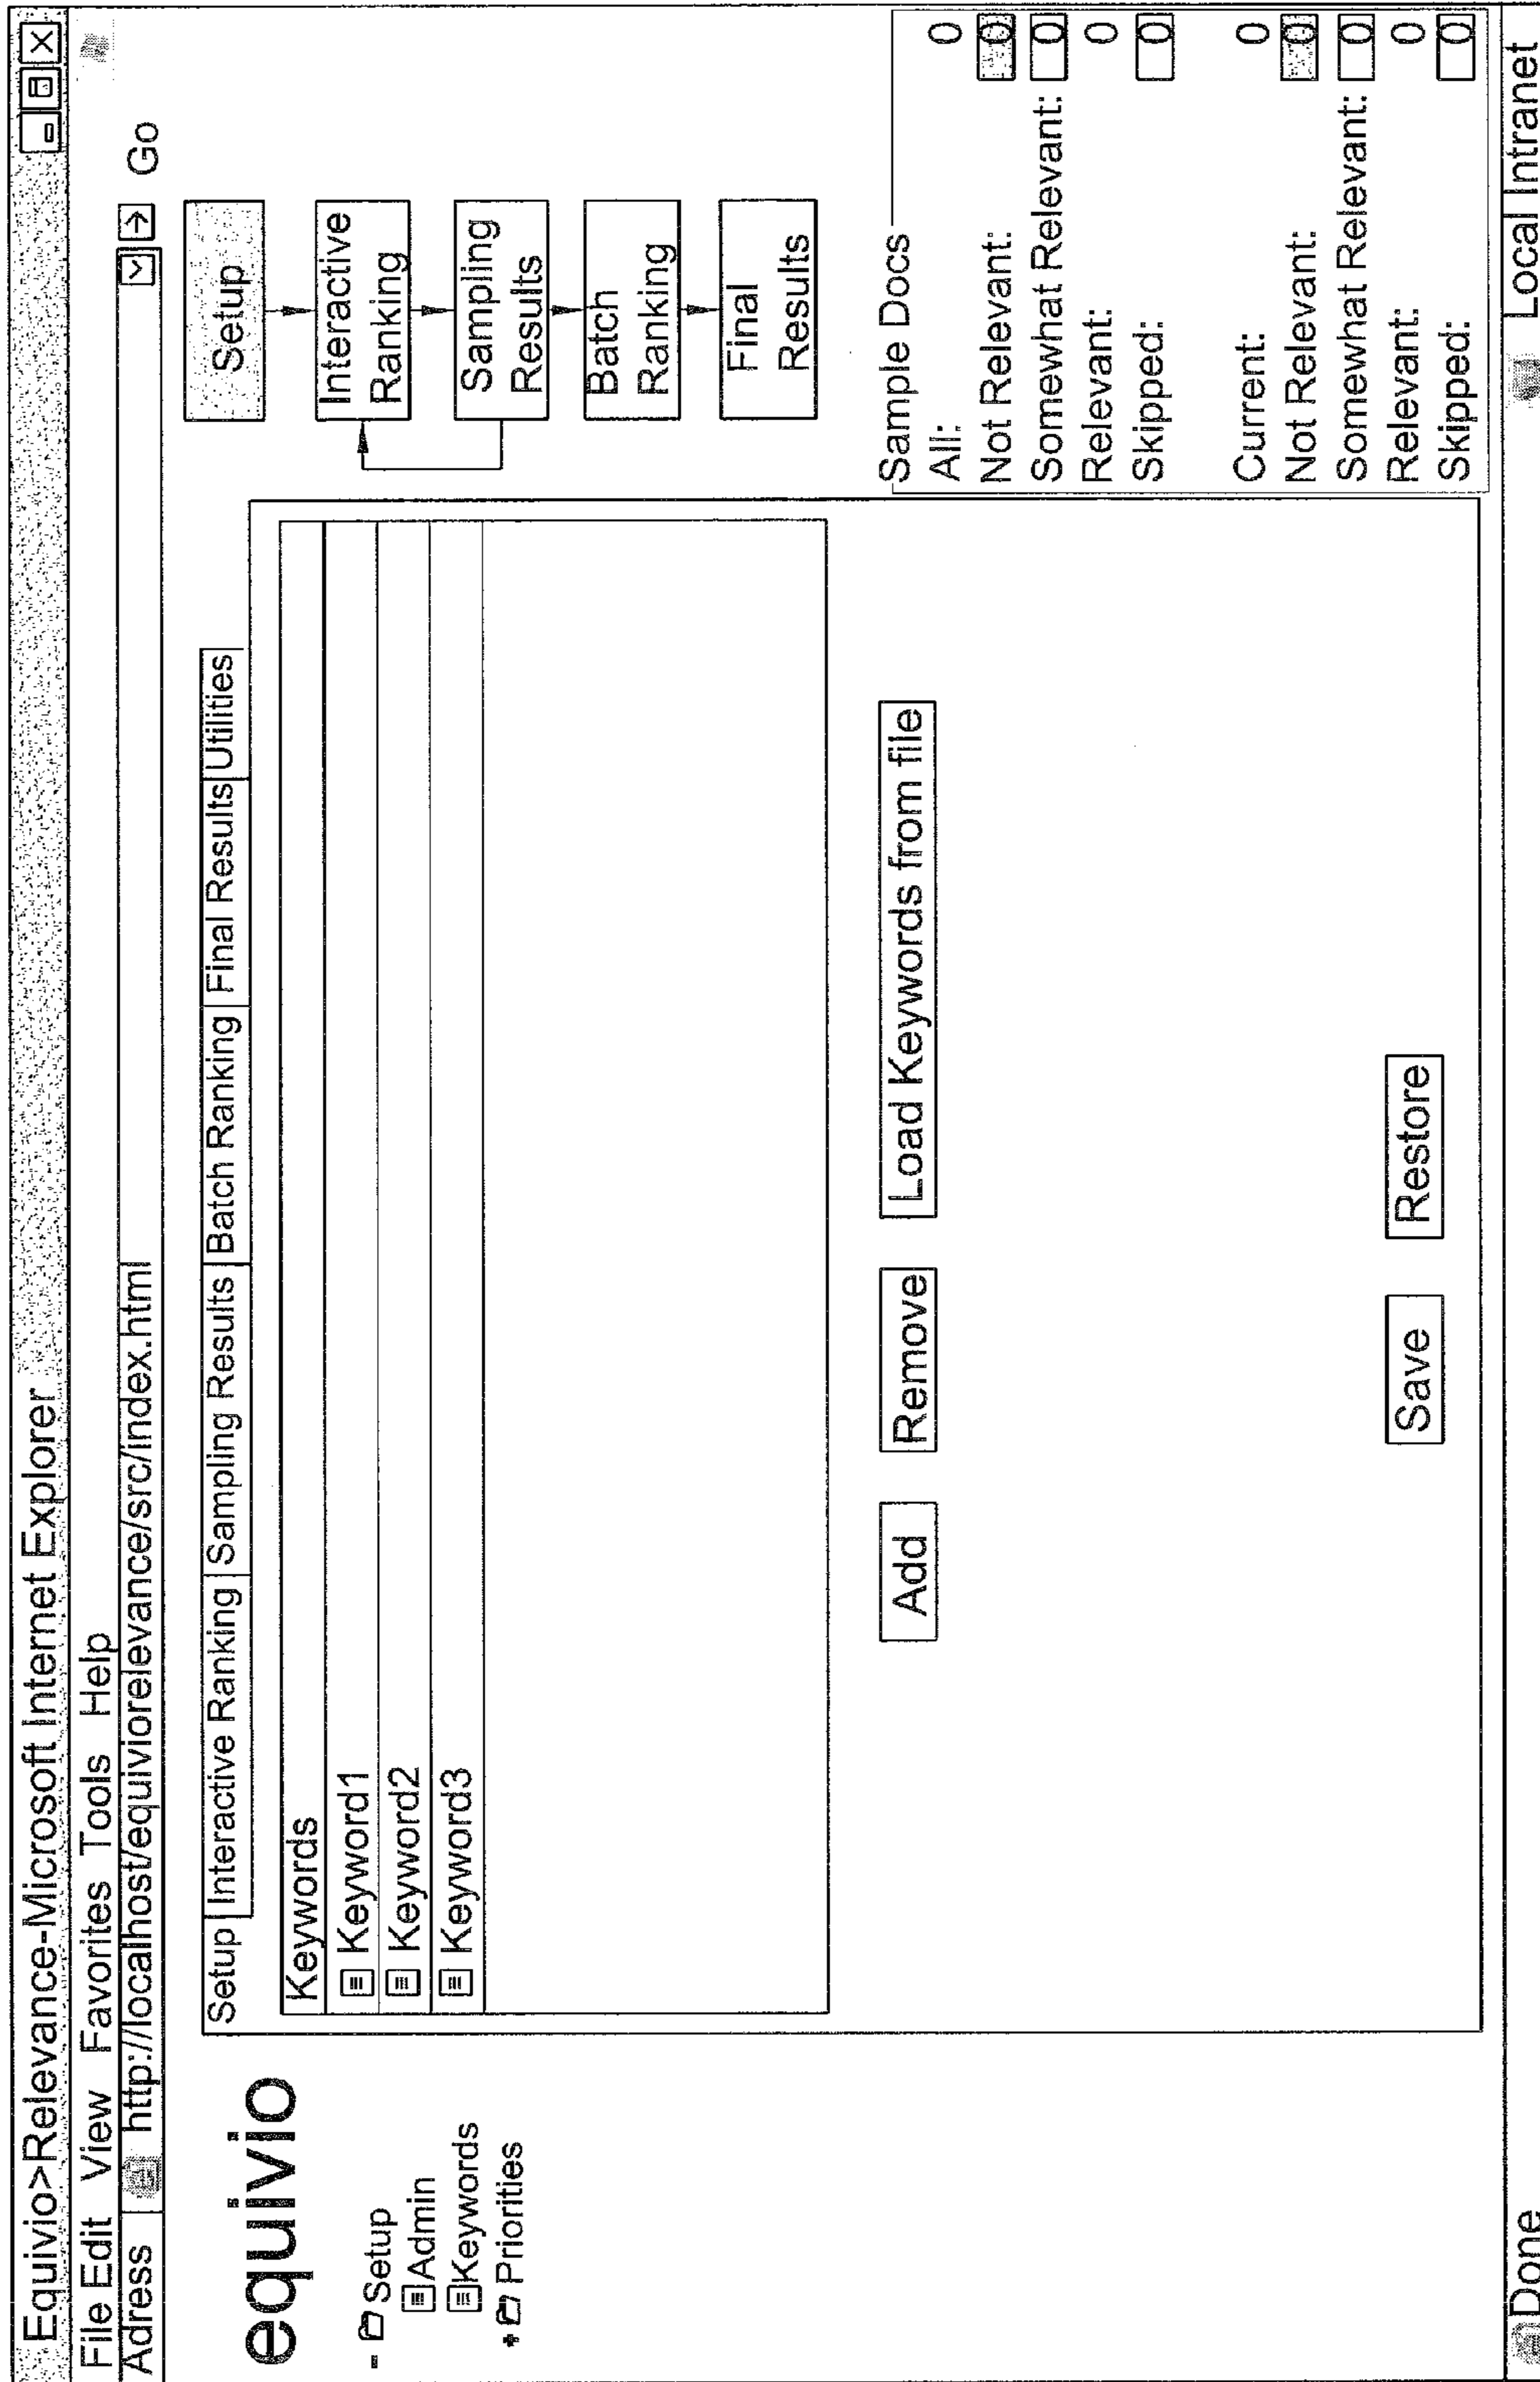 Equivio>Relevance-Microsoft Internet Explorer
File Edit View Favorites Tools Help
Adress http://localhost/equiviorelevance/src/index.html Go
equivio
- Setup
Admin
Keywords
+ Priorities
Setup Interactive Ranking Sampling Results Batch Ranking Final Results Utilities
Keywords
Keyword1
Keyword2
Keyword3
Add Remove Load Keywords from file
Save Restore
Setup
Interactive
Ranking
Sampling
Results
Batch
Ranking
Final
Results
Sample Docs
All: 0
Not Relevant: 0
Somewhat Relevant: 0
Relevant: 0
Skipped: 0
Current: 0
Not Relevant: 0
Somewhat Relevant: 0
Relevant: 0
Skipped: 0
Done Local Intranet